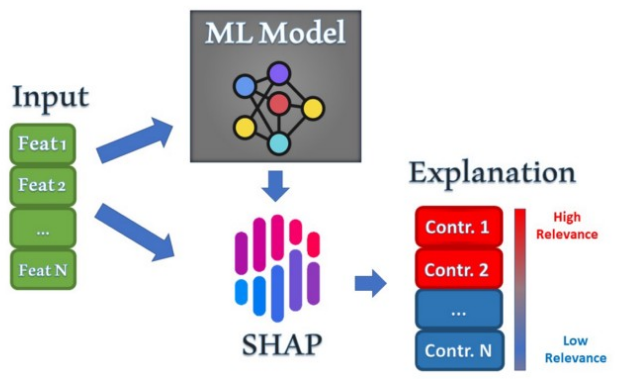 ML Model
Input
Feat 1
Feat 2
...
Feat N
SHAP
Explanation
Contr. 1
Contr. 2
...
Contr. N
High
Relevance
Low
Relevance